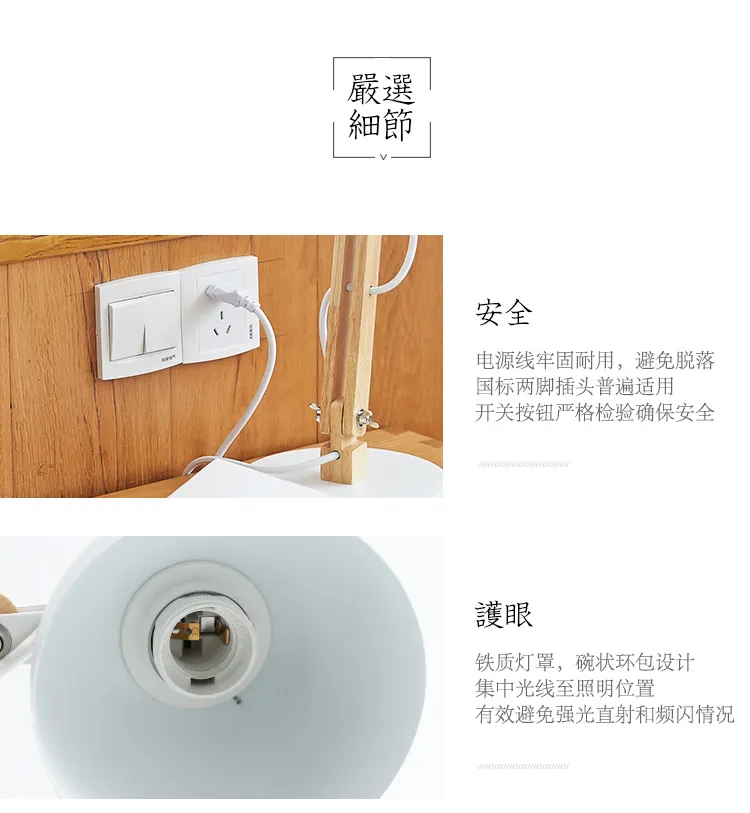 嚴選
細節
安全
电源线牢固耐用，避免脱落
国标两脚插头普遍适用
开关按钮严格检验确保安全
護眼
铁质灯罩，碗状环包设计
集中光线至照明位置
有效避免强光直射和频闪情况